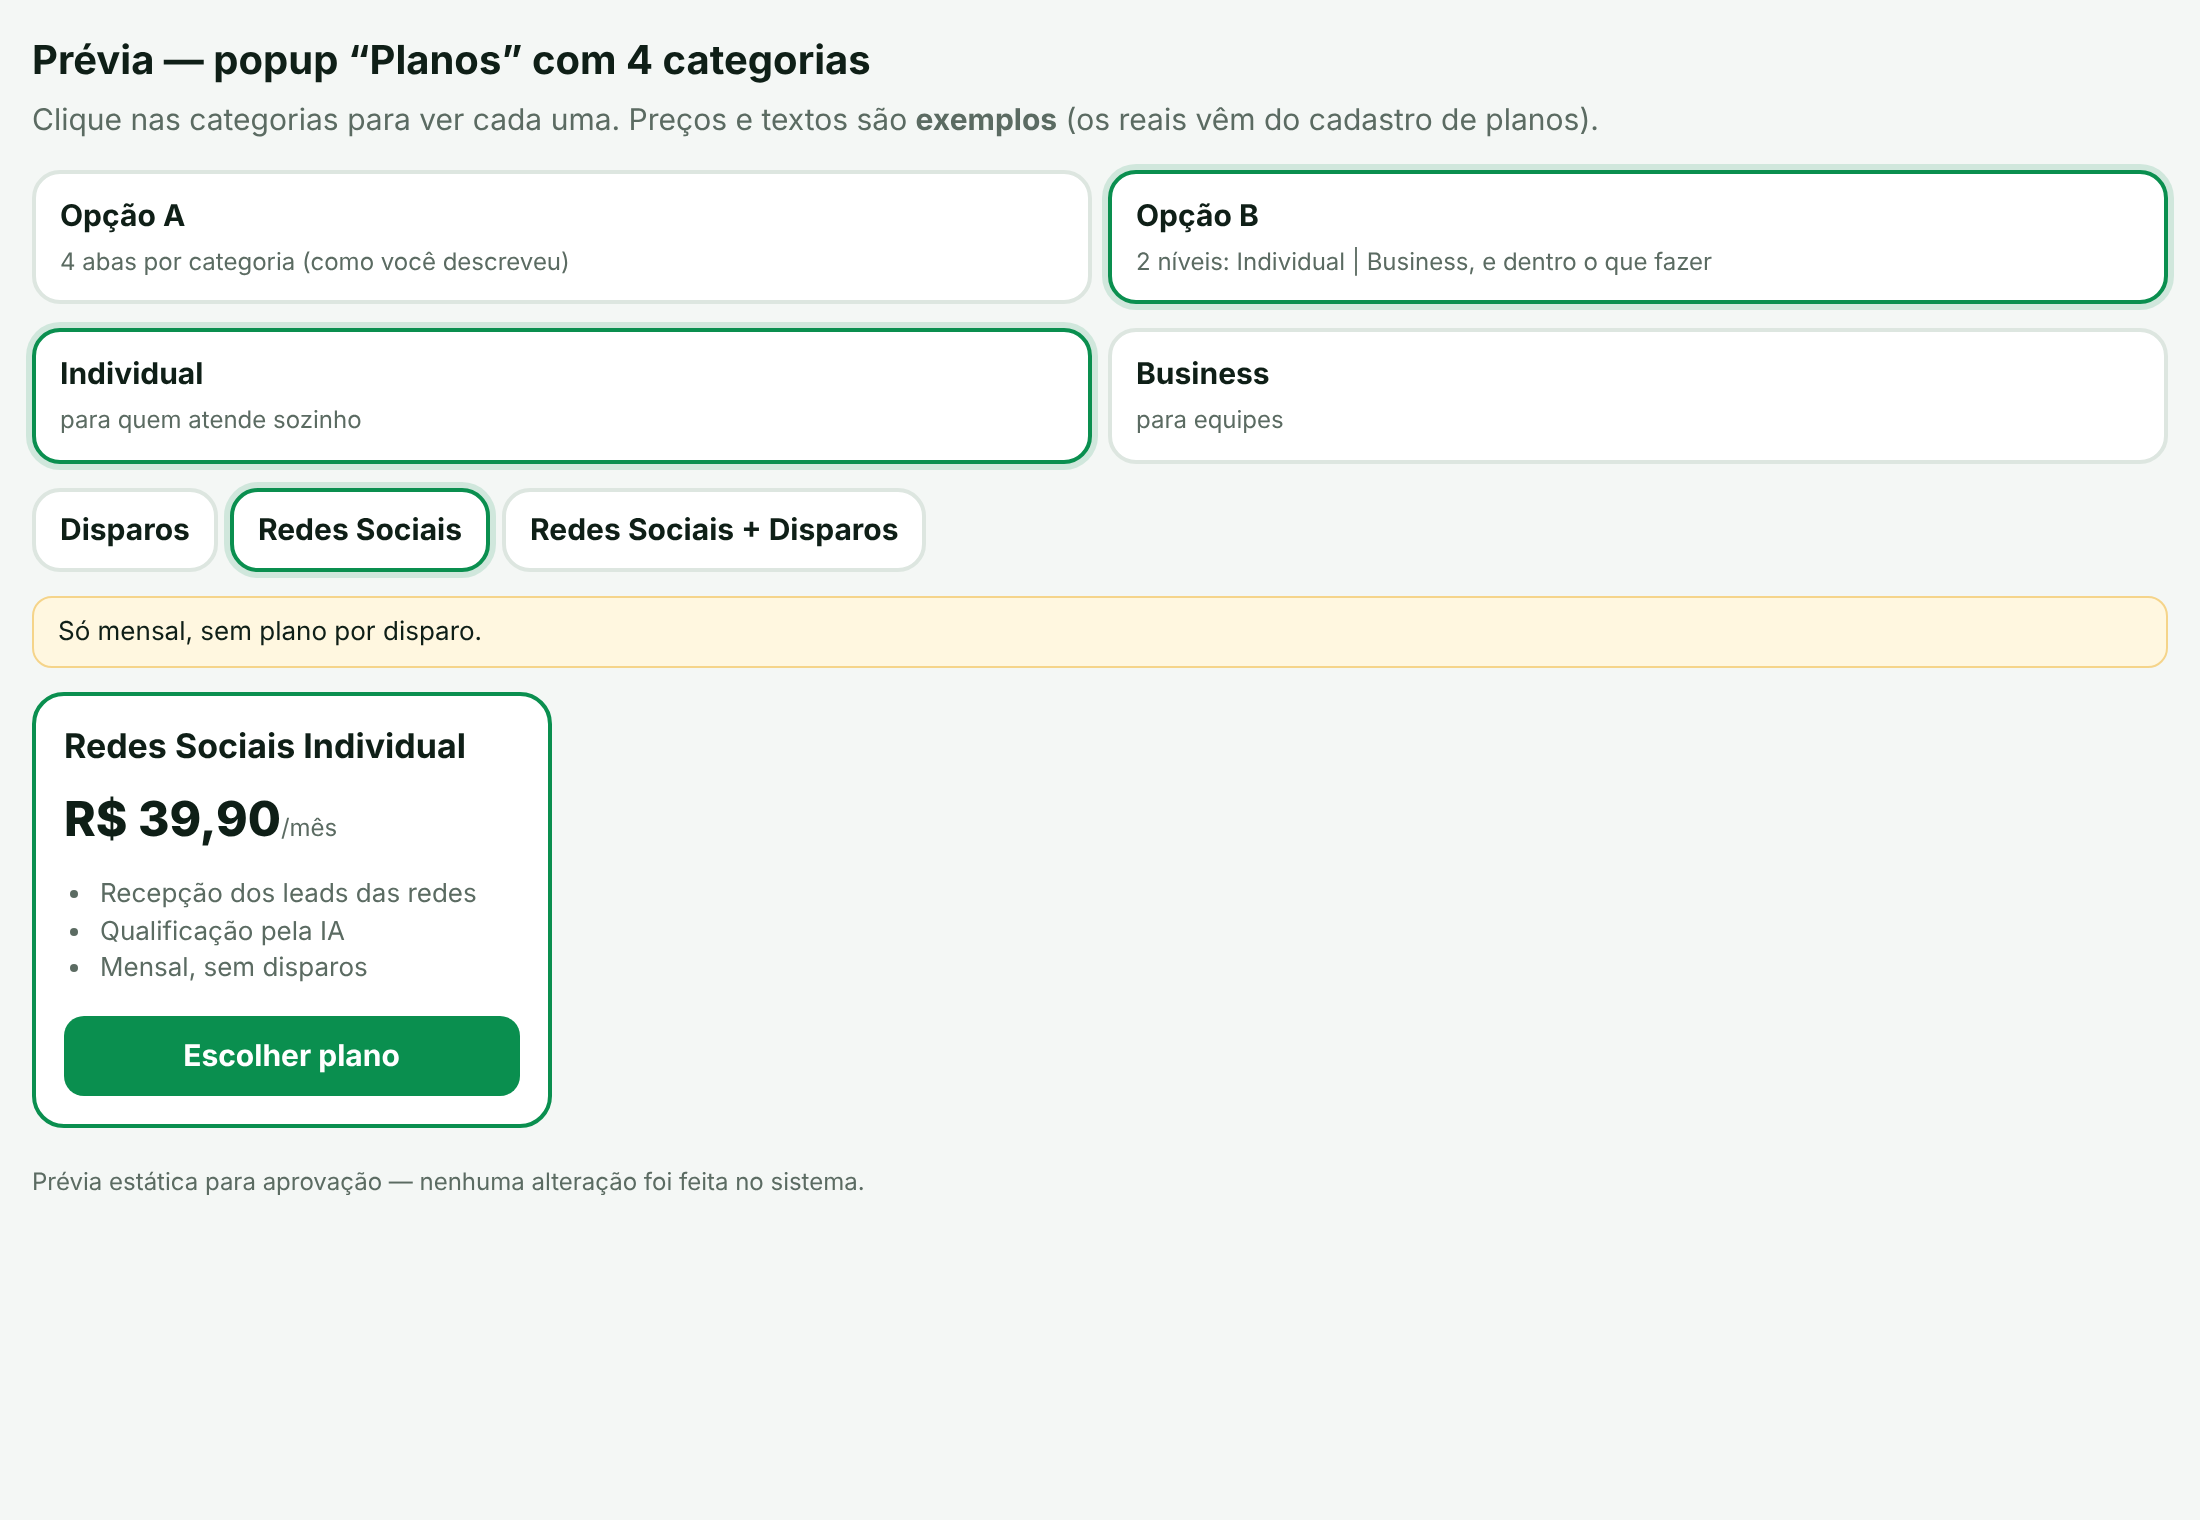 Prévia — popup “Planos” com 4 categorias
Clique nas categorias para ver cada uma. Preços e textos são exemplos (os reais vêm do cadastro de planos).
Opção A
4 abas por categoria (como você descreveu)
Opção B
2 níveis: Individual | Business, e dentro o que fazer
Individual
para quem atende sozinho
Business
para equipes
Disparos
Redes Sociais
Redes Sociais + Disparos
Só mensal, sem plano por disparo.
Redes Sociais Individual
R$ 39,90/mês
• Recepção dos leads das redes
• Qualificação pela IA
• Mensal, sem disparos
Escolher plano
Prévia estática para aprovação — nenhuma alteração foi feita no sistema.